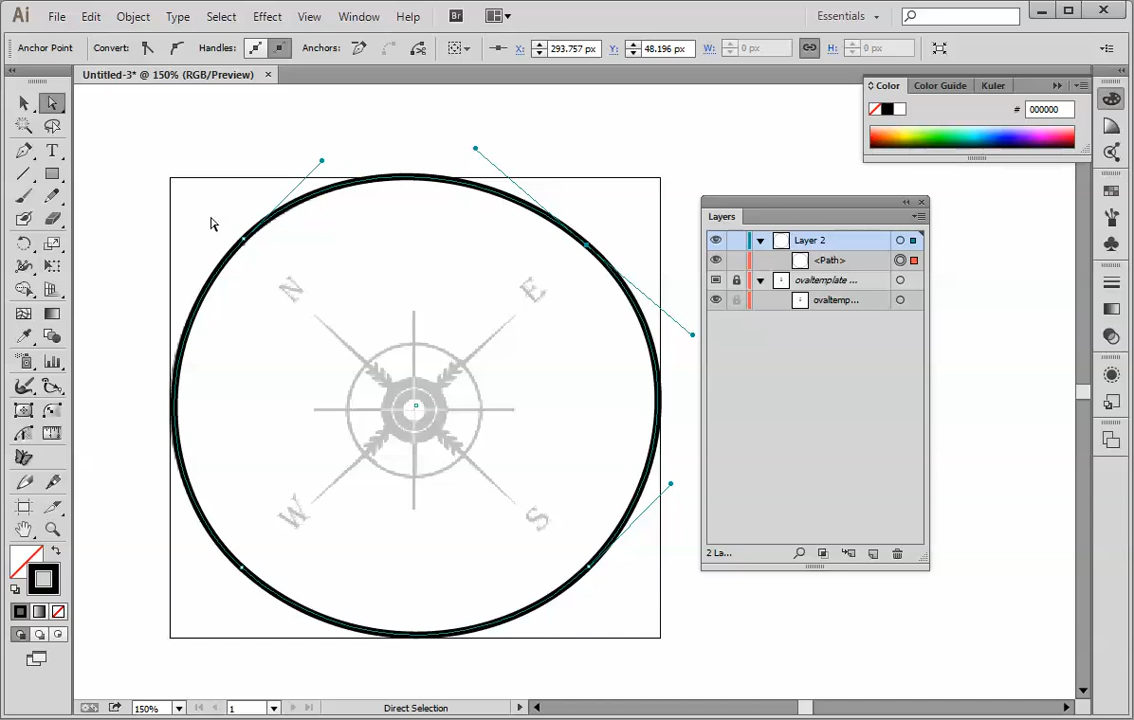 Ai File Edit Object Type Select Effect View Window Help Br Essentials
Anchor Point Convert: Handles: Anchors: X: 293.757 px Y: 48.196 px W: 0 px H: 0 px
Untitled-3* @ 150% (RGB/Preview)
Color Color Guide Kuler
# 000000
Layers
Layer 2
<Path>
ovaltemplate ...
ovaltemp...
N E
W S
2 La...
150% 1 Direct Selection